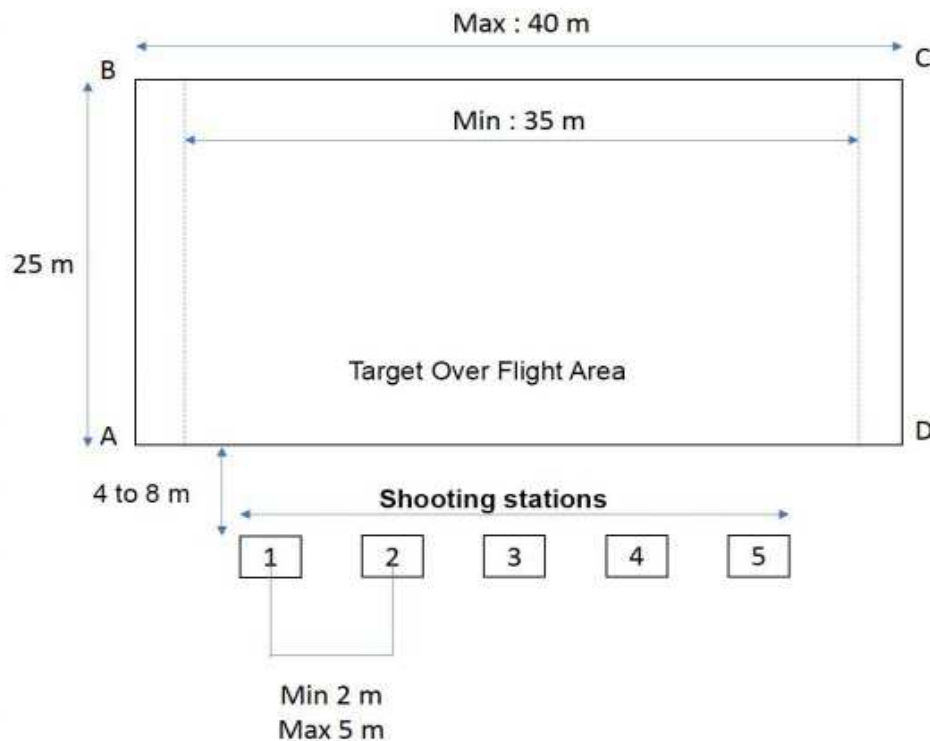 Max : 40 m
B
C
Min : 35 m
25 m
Target Over Flight Area
A
D
4 to 8 m
Shooting stations
1 2 3 4 5
Min 2 m
Max 5 m